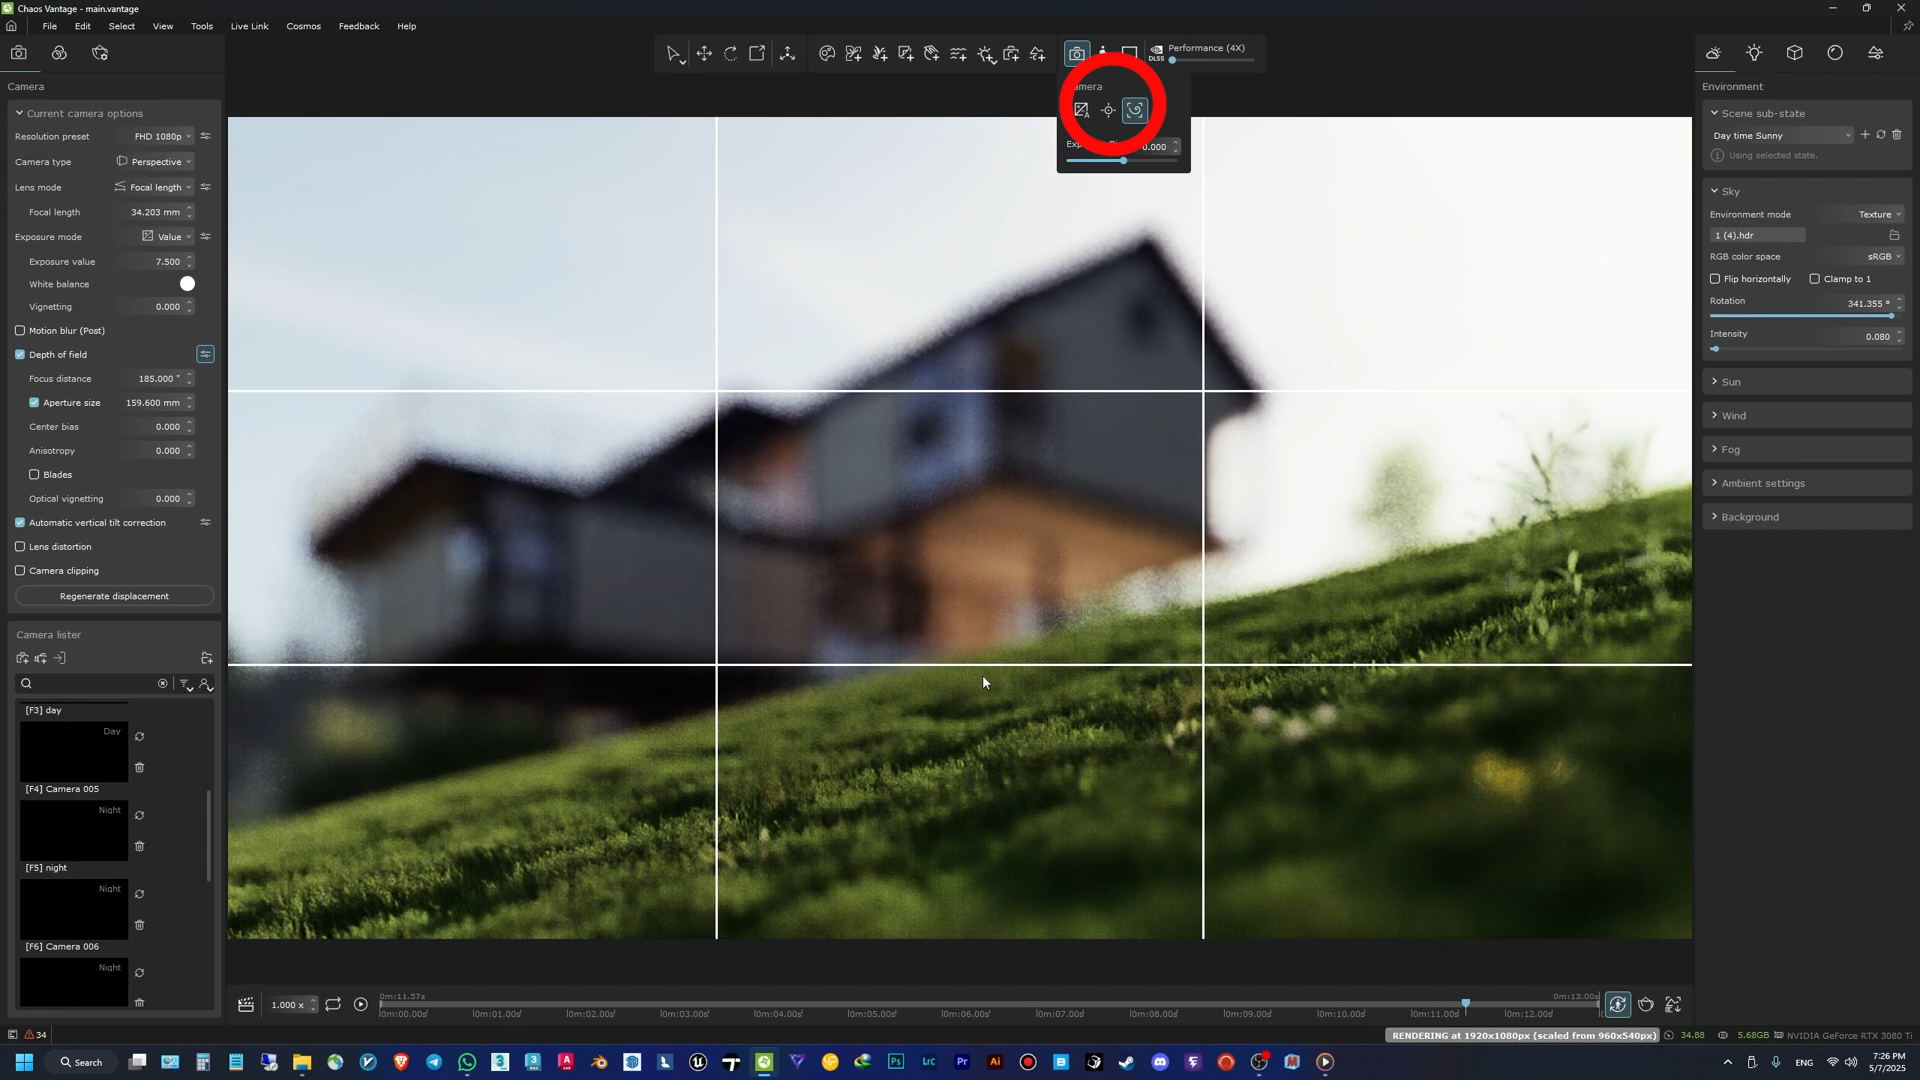 Chaos Vantage - main.vantage
File Edit Select View Tools Live Link Cosmos Feedback Help
DLSS
Performance (4X)
Camera
Current camera options
Resolution preset FHD 1080p
Camera type Perspective
Lens mode Focal length
Focal length 34.203 mm
Exposure mode Value
Exposure value 7.500
White balance
Vignetting 0.000
Motion blur (Post)
Depth of field
Focus distance 185.000 "
Aperture size 159.600 mm
Center bias 0.000
Anisotropy 0.000
Blades
Optical vignetting 0.000
Automatic vertical tilt correction
Lens distortion
Camera clipping
Regenerate displacement
Camera lister
[F3] day
Day
[F4] Camera 005
Night
[F5] night
Night
[F6] Camera 006
Night
0.000
Environment
Scene sub-state
Day time Sunny
Using selected state.
Sky
Environment mode Texture
1 (4).hdr
RGB color space sRGB
Flip horizontally Clamp to 1
Rotation 341.355 °
Intensity 0.080
Sun
Wind
Fog
Ambient settings
Background
1.000 x
0m:11.57s 0m:13.00s
0m:00.00s 0m:01.00s 0m:02.00s 0m:03.00s 0m:04.00s 0m:05.00s 0m:06.00s 0m:07.00s 0m:08.00s 0m:09.00s 0m:10.00s 0m:11.00s 0m:12.00s
34
RENDERING at 1920x1080px (scaled from 960x540px) 34.88 5.68GB NVIDIA GeForce RTX 3080 Ti
Search
ENG
7:26 PM
5/7/2025